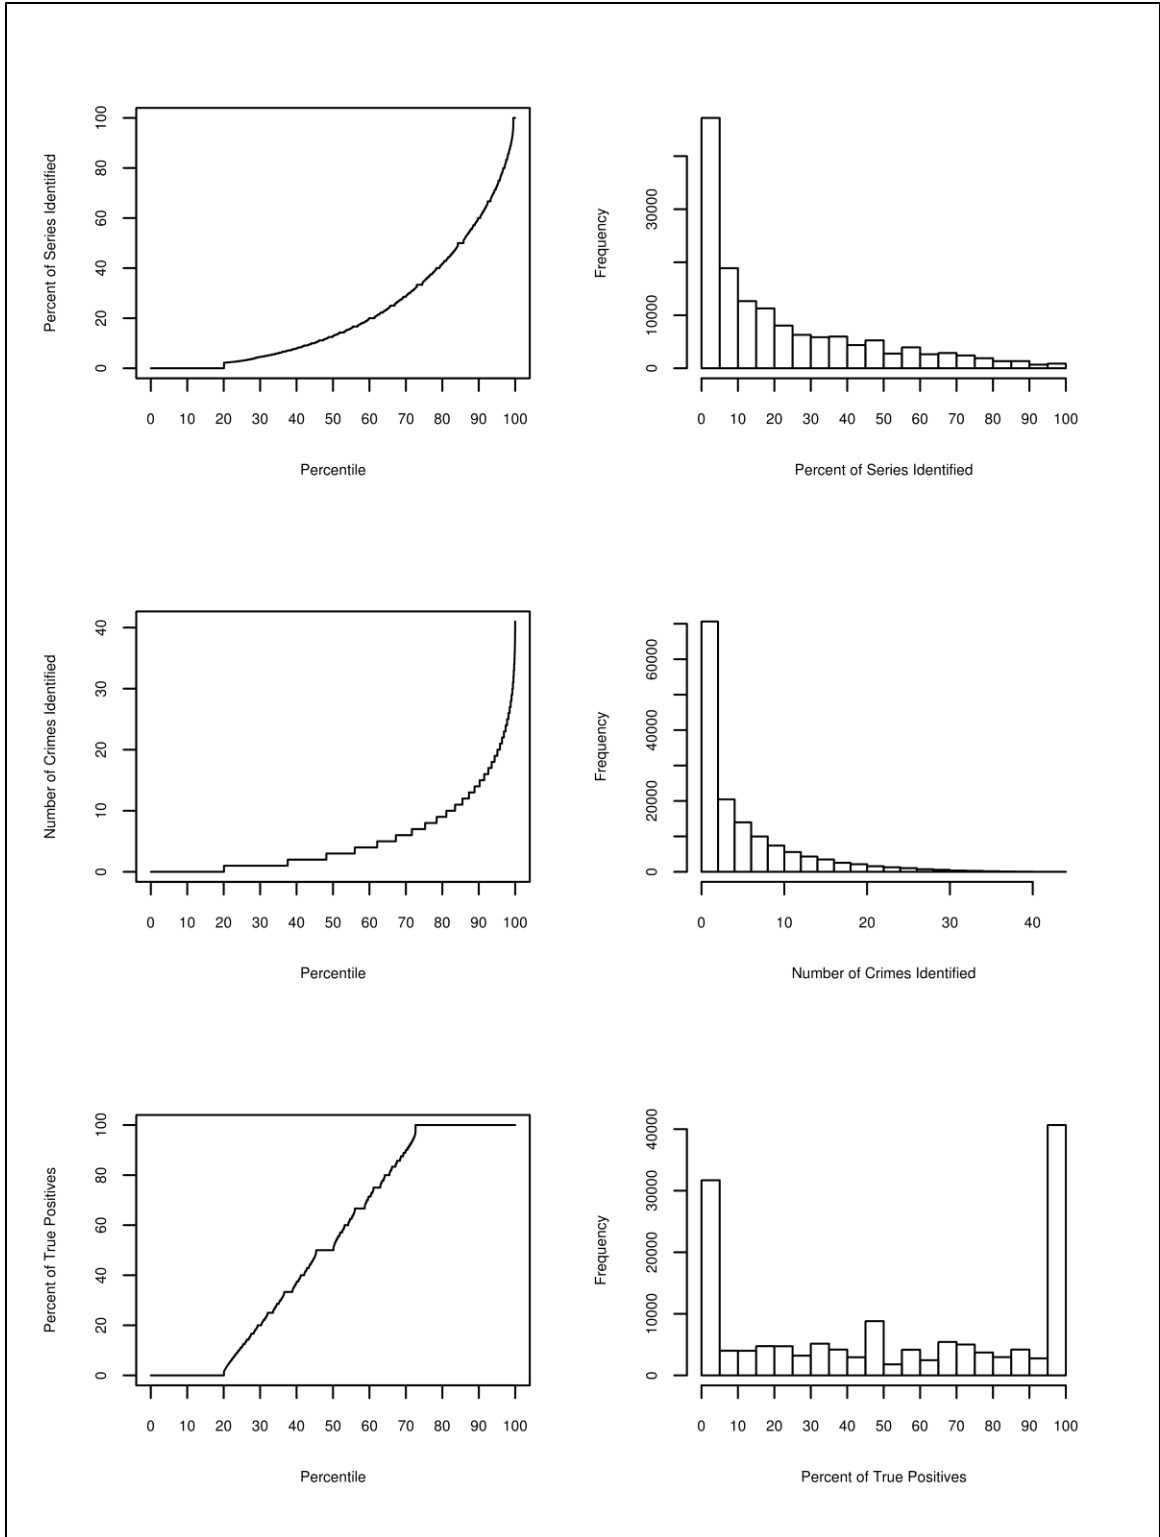 Percent of Series Identified
100
80
60
40
20
0
0 10 20 30 40 50 60 70 80 90 100
Percentile
Frequency
30000
10000
0
0 10 20 30 40 50 60 70 80 90 100
Percent of Series Identified
Number of Crimes Identified
40
30
20
10
0
0 10 20 30 40 50 60 70 80 90 100
Percentile
Frequency
60000
40000
20000
0
0 10 20 30 40
Number of Crimes Identified
Percent of True Positives
100
80
60
40
20
0
0 10 20 30 40 50 60 70 80 90 100
Percentile
Frequency
40000
30000
20000
10000
0
0 10 20 30 40 50 60 70 80 90 100
Percent of True Positives